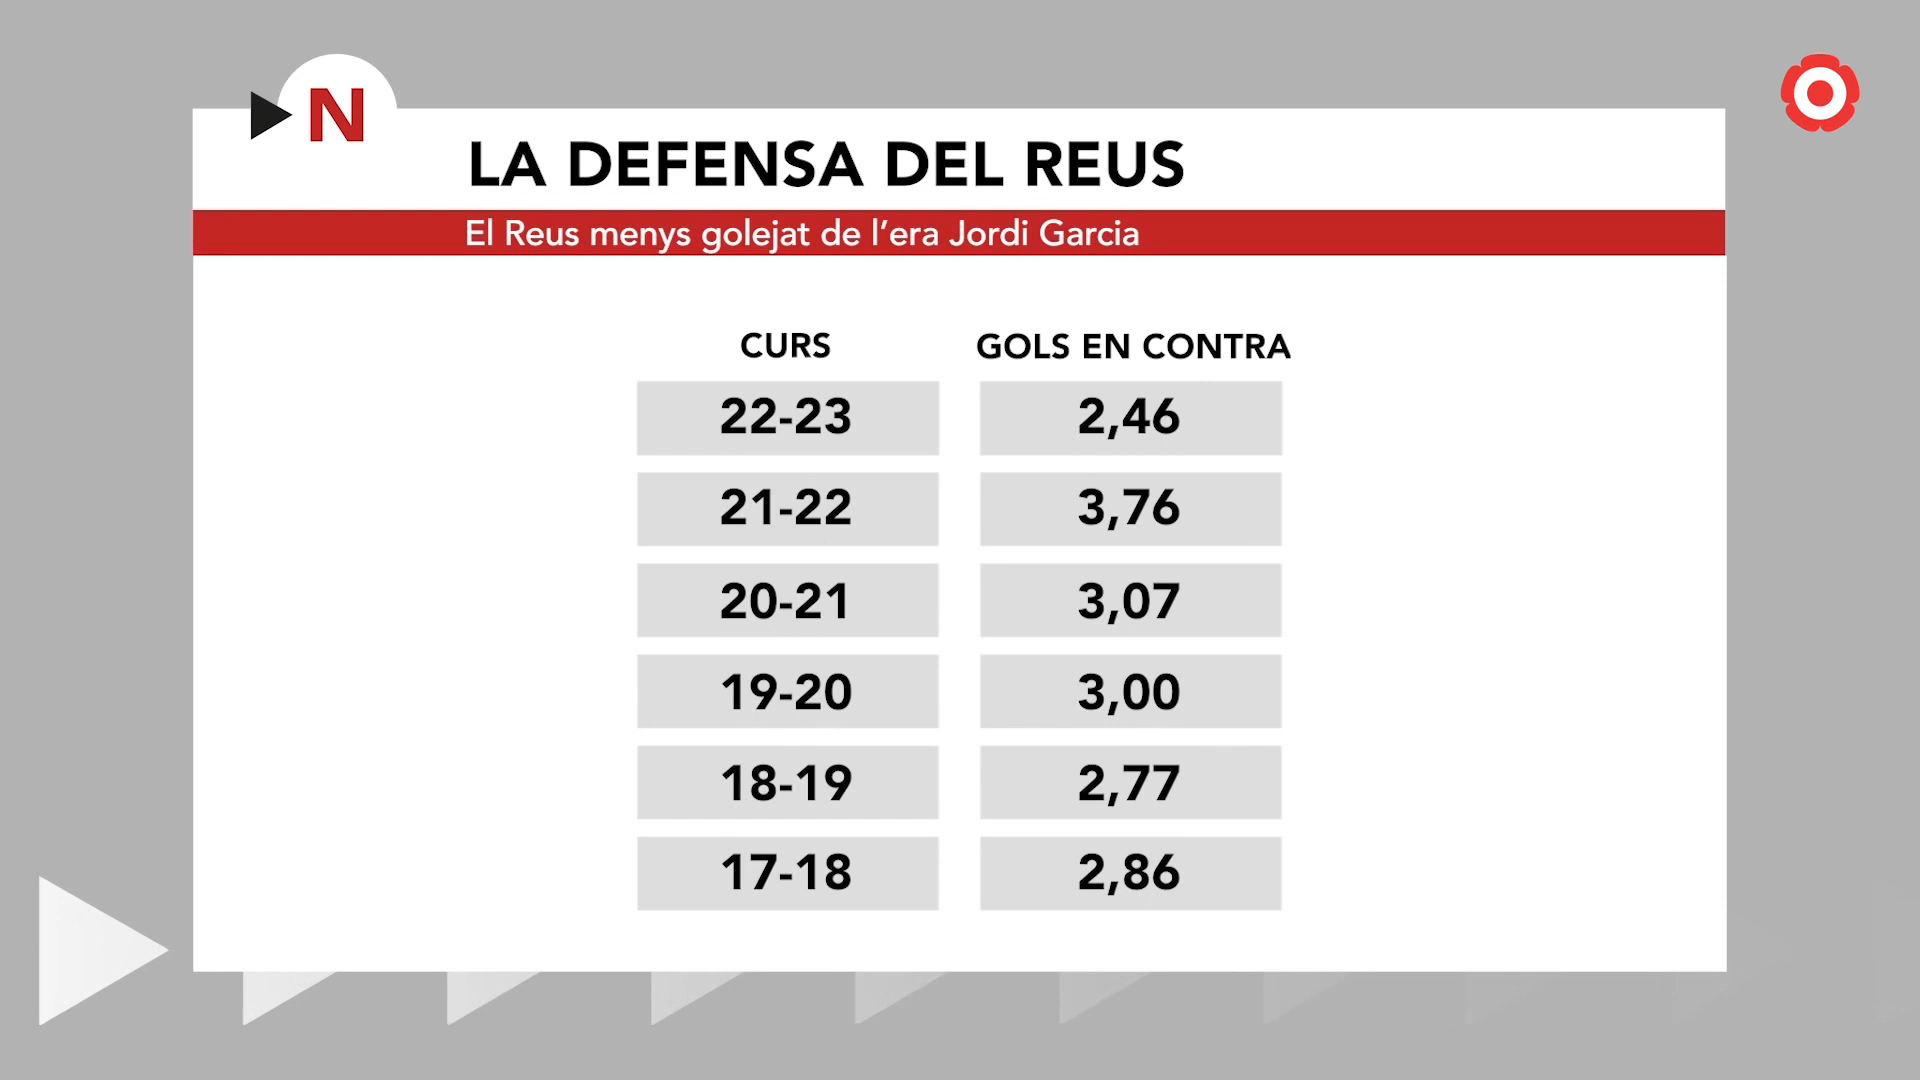 N
LA DEFENSA DEL REUS
El Reus menys golejat de l’era Jordi Garcia
CURS GOLS EN CONTRA
22-23 2,46
21-22 3,76
20-21 3,07
19-20 3,00
18-19 2,77
17-18 2,86